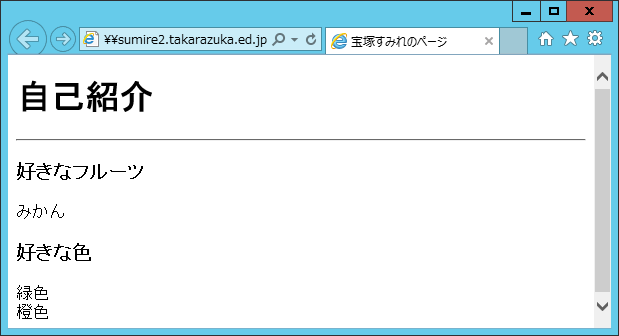 ¥¥sumire2.takarazuka.ed.jp
宝塚すみれのページ
自己紹介
好きなフルーツ
みかん
好きな色
緑色
橙色